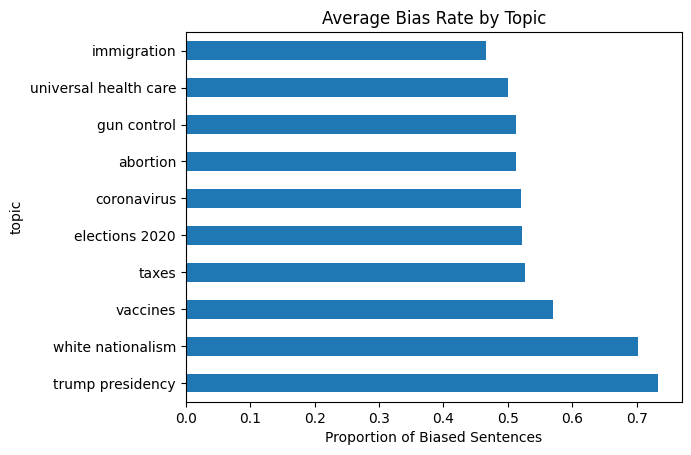 Average Bias Rate by Topic
topic
immigration
universal health care
gun control
abortion
coronavirus
elections 2020
taxes
vaccines
white nationalism
trump presidency
0.0 0.1 0.2 0.3 0.4 0.5 0.6 0.7
Proportion of Biased Sentences